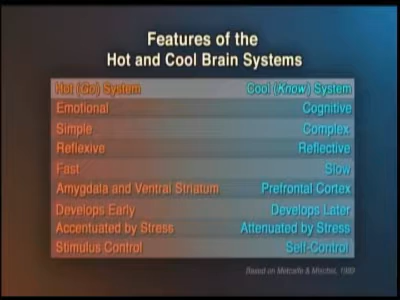 Features of the
Hot and Cool Brain Systems
Hot (Go) System Cool (Know) System
Emotional Cognitive
Simple Complex
Reflexive Reflective
Fast Slow
Amygdala and Ventral Striatum Prefrontal Cortex
Develops Early Develops Later
Accentuated by Stress Attenuated by Stress
Stimulus Control Self-Control
Based on Metcalfe & Mischel, 1999